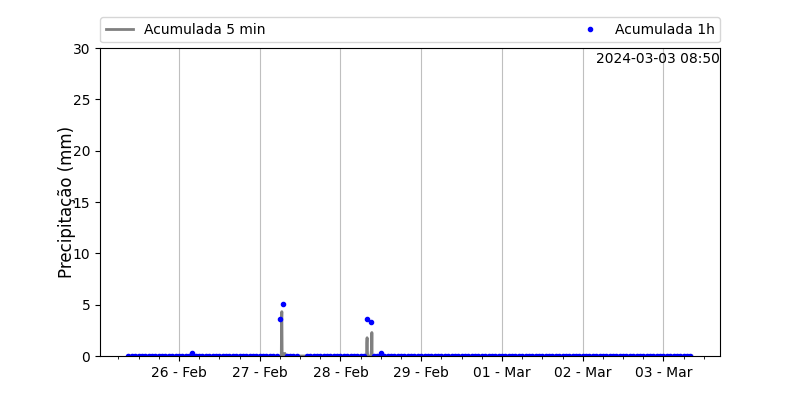 Acumulada 5 min Acumulada 1h
2024-03-03 08:50
Precipitação (mm)
30
25
20
15
10
5
0
26 - Feb 27 - Feb 28 - Feb 29 - Feb 01 - Mar 02 - Mar 03 - Mar